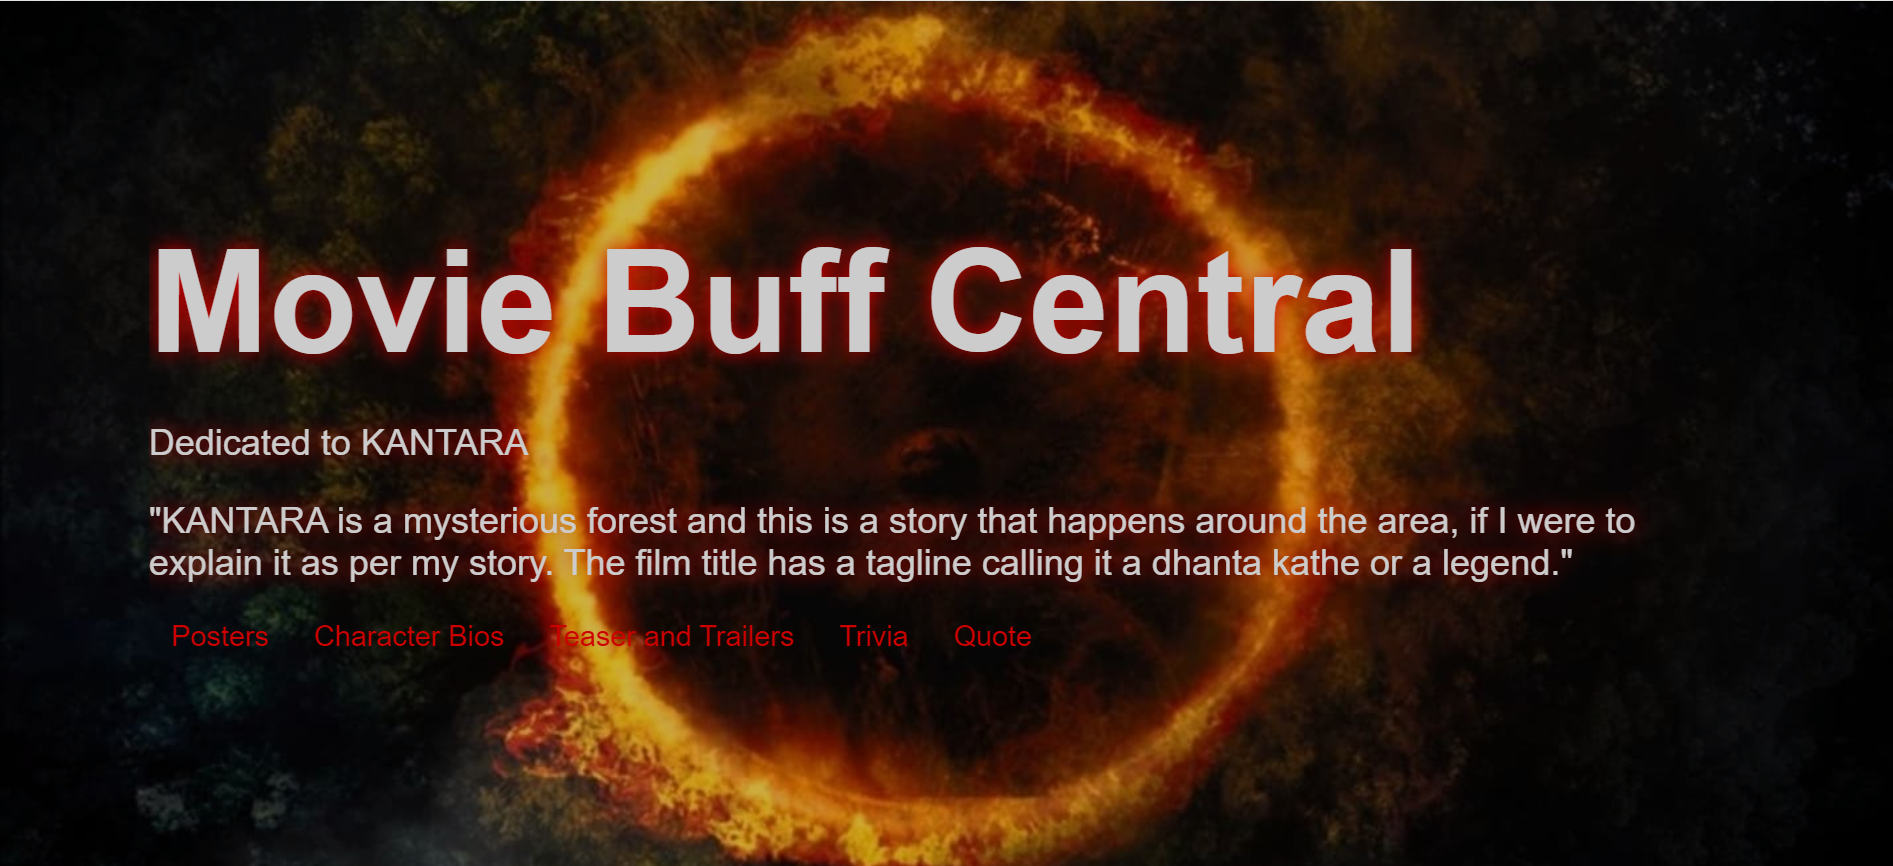 Movie Buff Central
Dedicated to KANTARA
"KANTARA is a mysterious forest and this is a story that happens around the area, if I were to
explain it as per my story. The film title has a tagline calling it a dhanta kathe or a legend."
Posters Character Bios Teaser and Trailers Trivia Quote